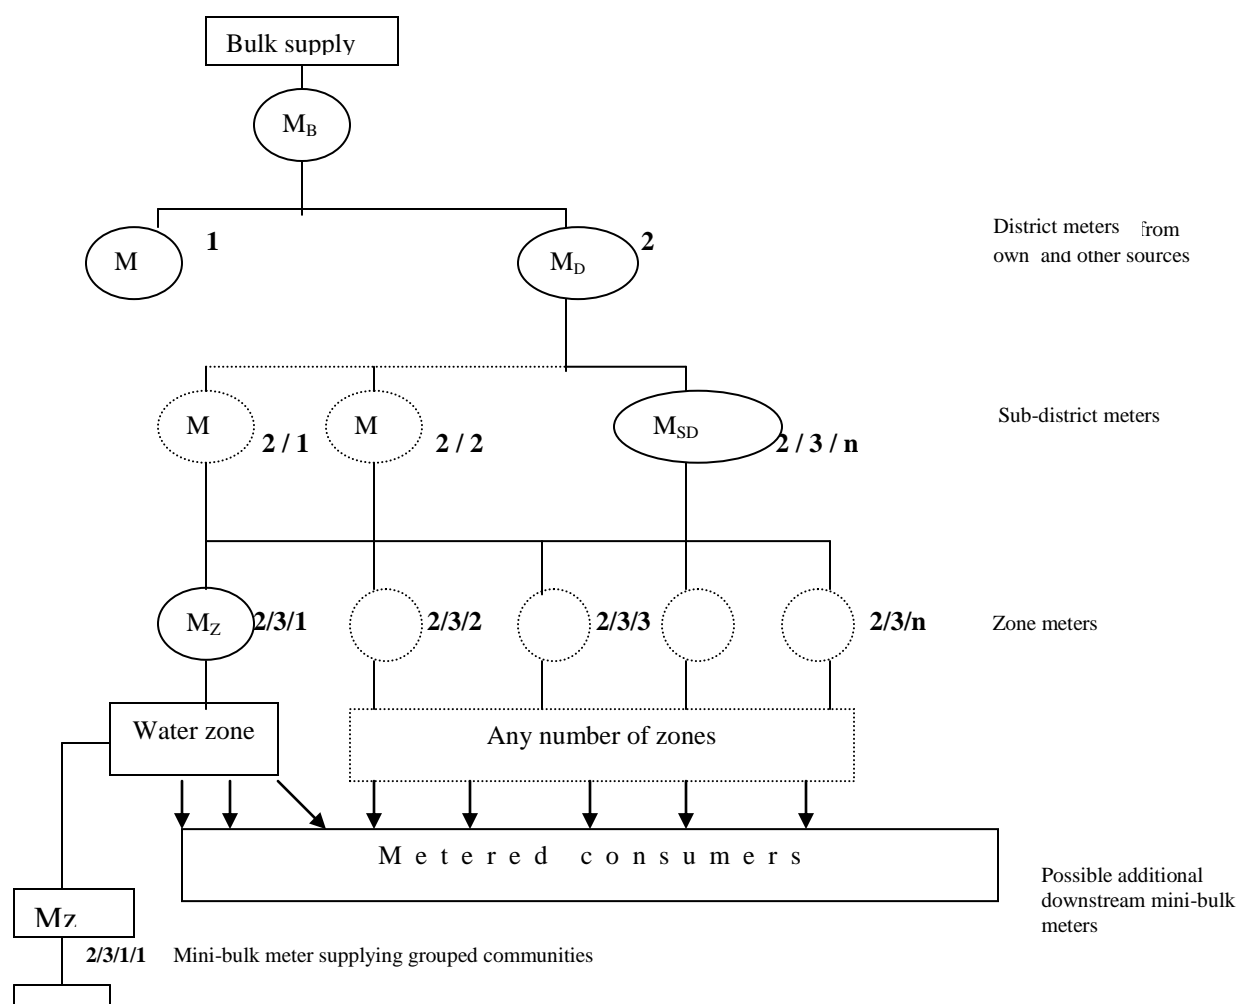 Bulk supply
M_B
M
1
M_D
2
District meters from
own and other sources
M
2 / 1
M
2 / 2
M_SD
2 / 3 / n
Sub-district meters
M_Z
2/3/1
2/3/2
2/3/3
2/3/n
Zone meters
Water zone
Any number of zones
Metered consumers
Possible additional
downstream mini-bulk
meters
Mz
2/3/1/1 Mini-bulk meter supplying grouped communities